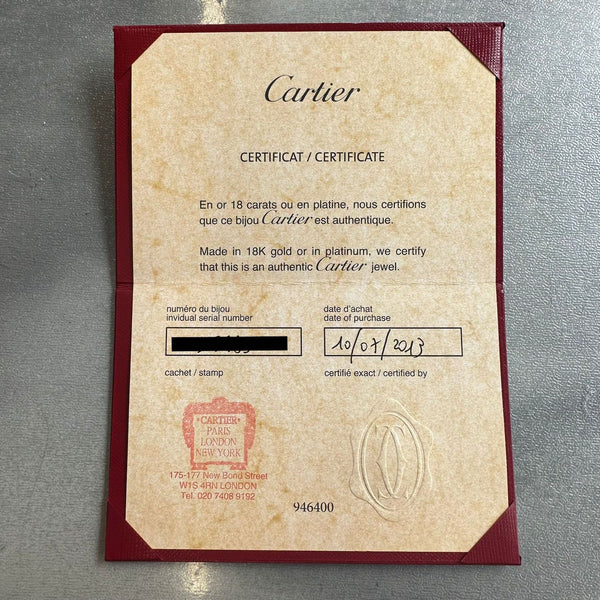 Cartier
CERTIFICAT / CERTIFICATE
En or 18 carats ou en platine, nous certifions
que ce bijou Cartier est authentique.
Made in 18K gold or in platinum, we certify
that this is an authentic Cartier jewel.
numéro du bijou
invidual serial number
date d'achat
date of purchase
10/07/2013
cachet / stamp
certifié exact / certified by
*CARTIER*
PARIS
LONDON
NEW YORK
175-177 New Bond Street
W1S 4RN LONDON
Tel. 020 7408 9192
946400